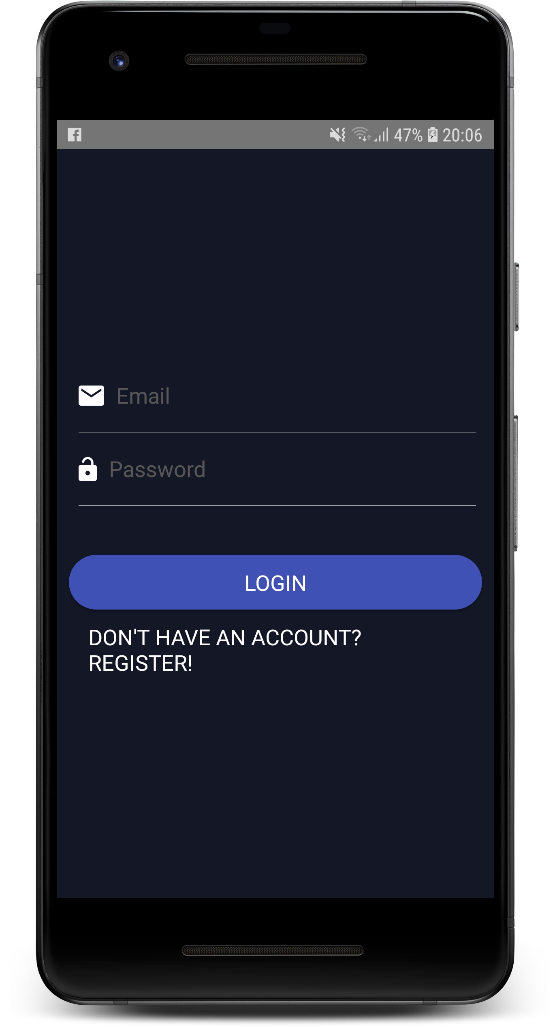 47% 20:06
Email
Password
LOGIN
DON'T HAVE AN ACCOUNT?
REGISTER!